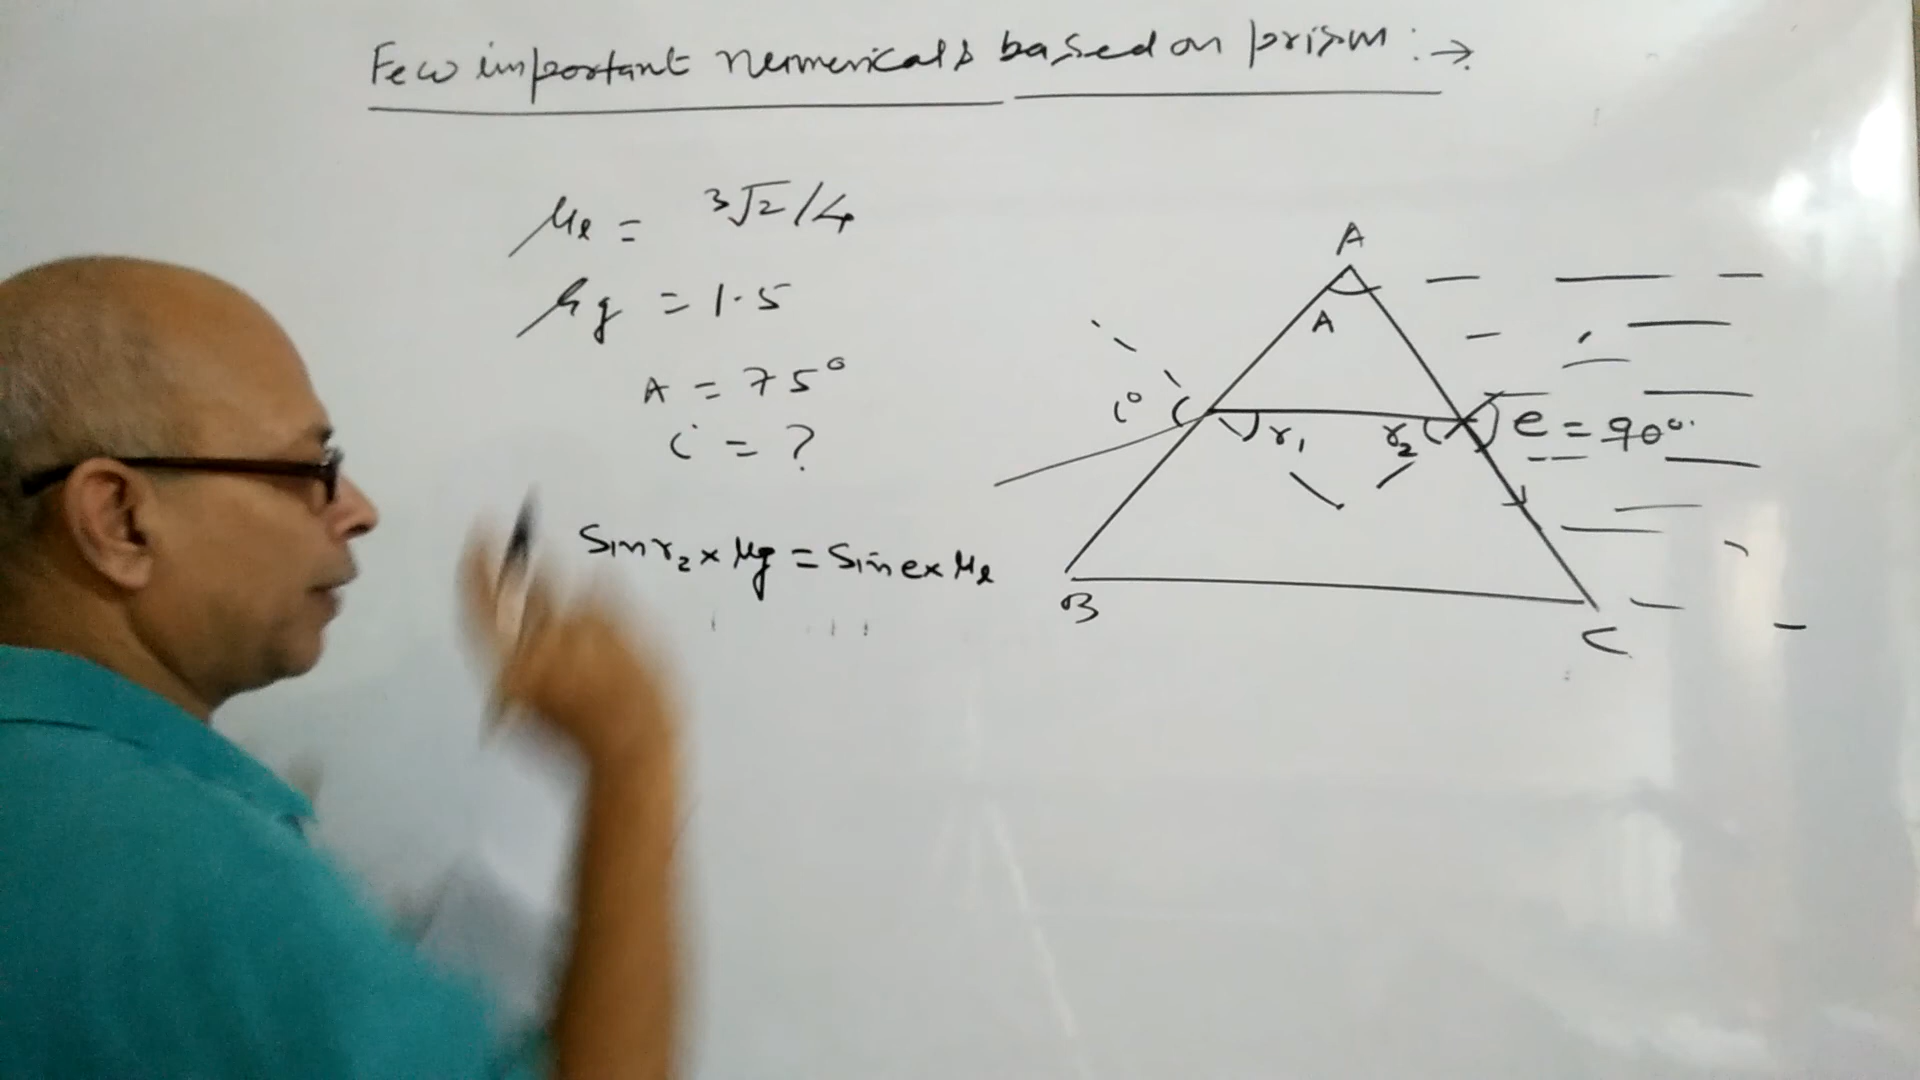 Few important numericals based on prism :→
μℓ = 3√2/4
μg = 1.5
A = 75°
i = ?
sin r₂ × μg = sin e × μℓ
A
A
i°
r₁
r₂
e = 90°
B
C